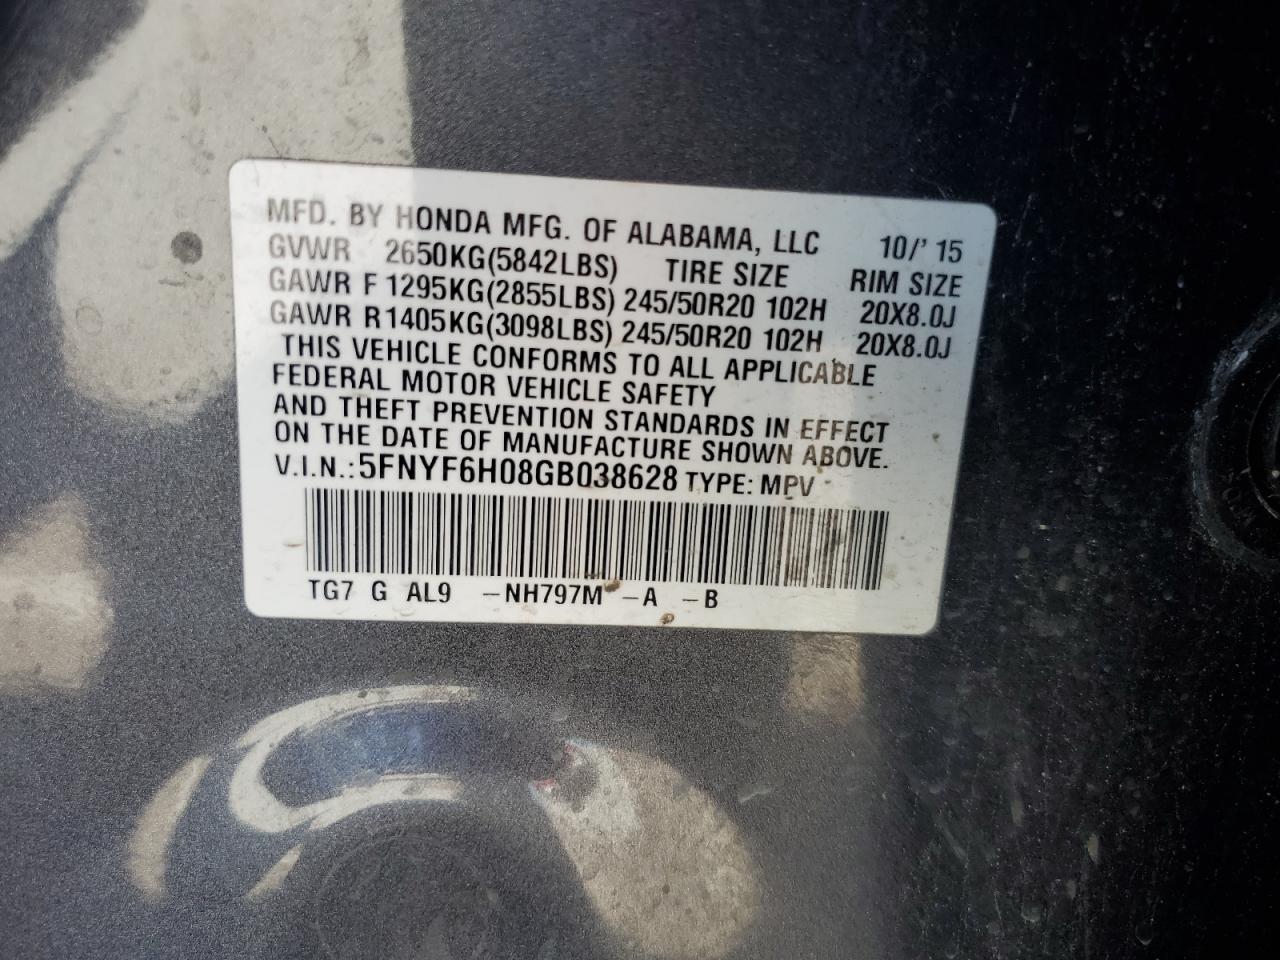 MFD. BY HONDA MFG. OF ALABAMA, LLC 10/' 15
GVWR 2650KG(5842LBS) TIRE SIZE RIM SIZE
GAWR F 1295KG(2855LBS) 245/50R20 102H 20X8.0J
GAWR R1405KG(3098LBS) 245/50R20 102H 20X8.0J
THIS VEHICLE CONFORMS TO ALL APPLICABLE
FEDERAL MOTOR VEHICLE SAFETY
AND THEFT PREVENTION STANDARDS IN EFFECT
ON THE DATE OF MANUFACTURE SHOWN ABOVE.
V.I.N.:5FNYF6H08GB038628 TYPE: MPV
TG7 G AL9 -NH797M -A -B